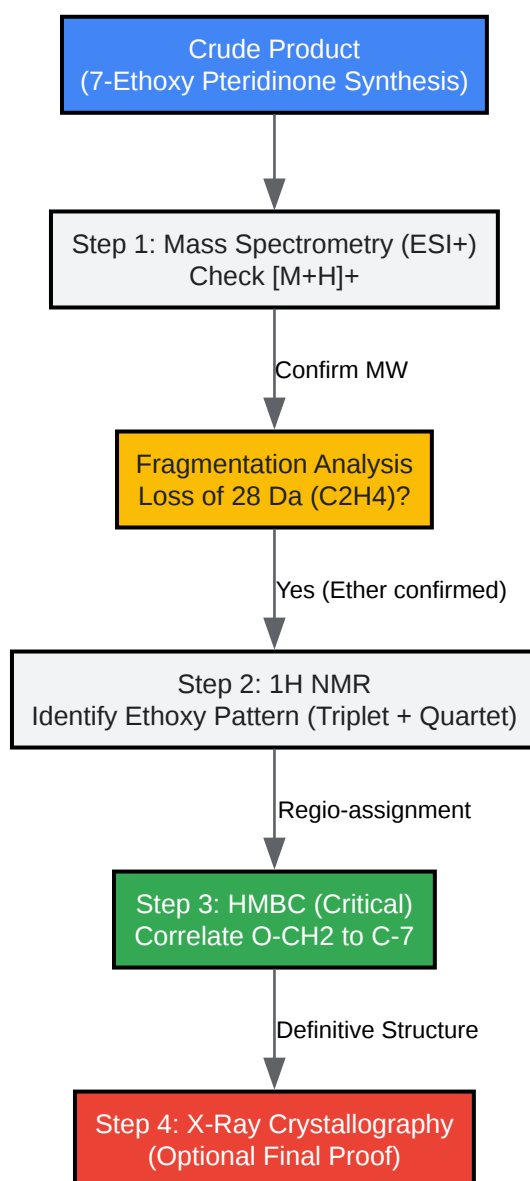 Crude Product
(7-Ethoxy Pteridinone Synthesis)
Step 1: Mass Spectrometry (ESI+)
Check [M+H]+
Confirm MW
Fragmentation Analysis
Loss of 28 Da (C2H4)?
Yes (Ether confirmed)
Step 2: 1H NMR
Identify Ethoxy Pattern (Triplet + Quartet)
Regio-assignment
Step 3: HMBC (Critical)
Correlate O-CH2 to C-7
Definitive Structure
Step 4: X-Ray Crystallography
(Optional Final Proof)